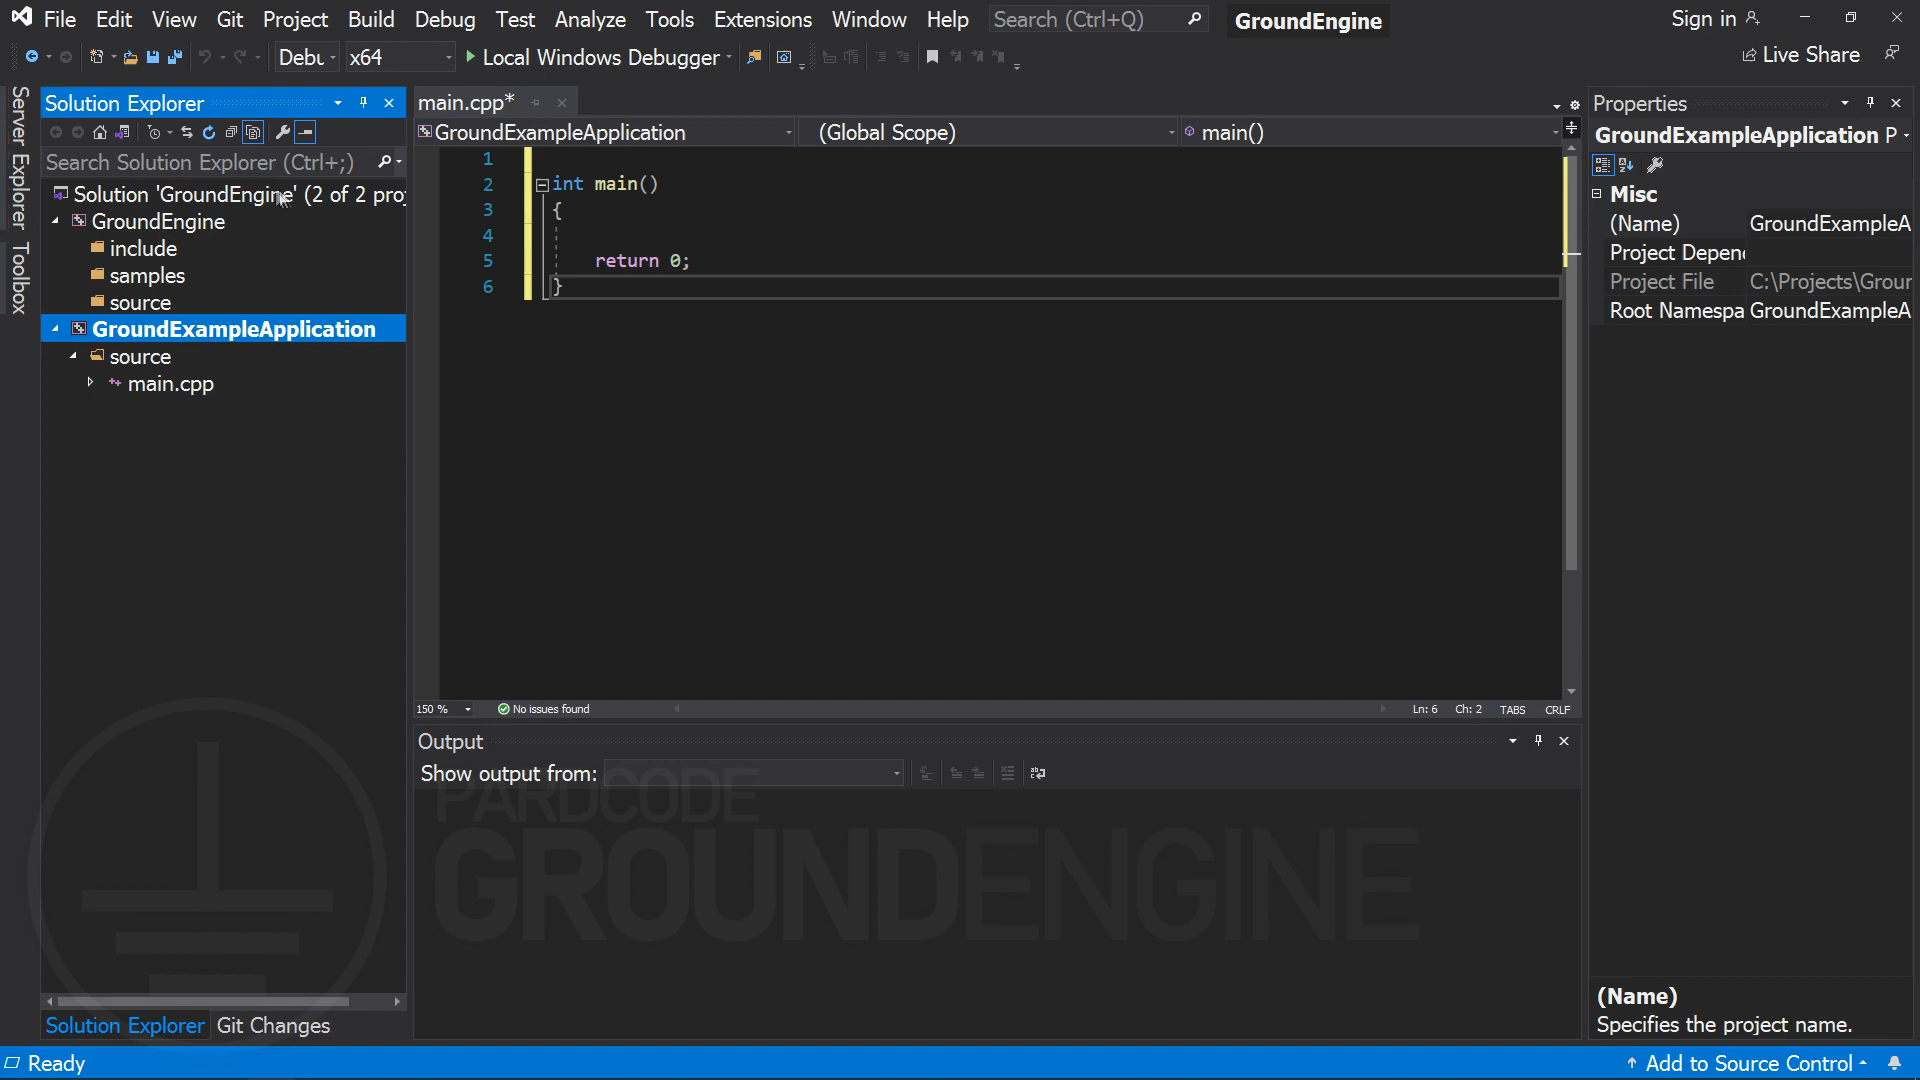 File Edit View Git Project Build Debug Test Analyze Tools Extensions Window Help Search (Ctrl+Q) GroundEngine Sign in
Debu x64 Local Windows Debugger Live Share
Server Explorer
Toolbox
Solution Explorer
Search Solution Explorer (Ctrl+;)
Solution 'GroundEngine' (2 of 2 pro
GroundEngine
include
samples
source
GroundExampleApplication
source
main.cpp
Solution Explorer Git Changes
main.cpp*
GroundExampleApplication (Global Scope) main()
1
2 int main()
3 {
4
5 return 0;
6 }
150 % No issues found Ln: 6 Ch: 2 TABS CRLF
Output
Show output from:
PARDCODE
GROUNDENGINE
Properties
GroundExampleApplication P
Misc
(Name) GroundExampleA
Project Depen
Project File C:\Projects\Grour
Root Namespa GroundExampleA
(Name)
Specifies the project name.
Ready Add to Source Control